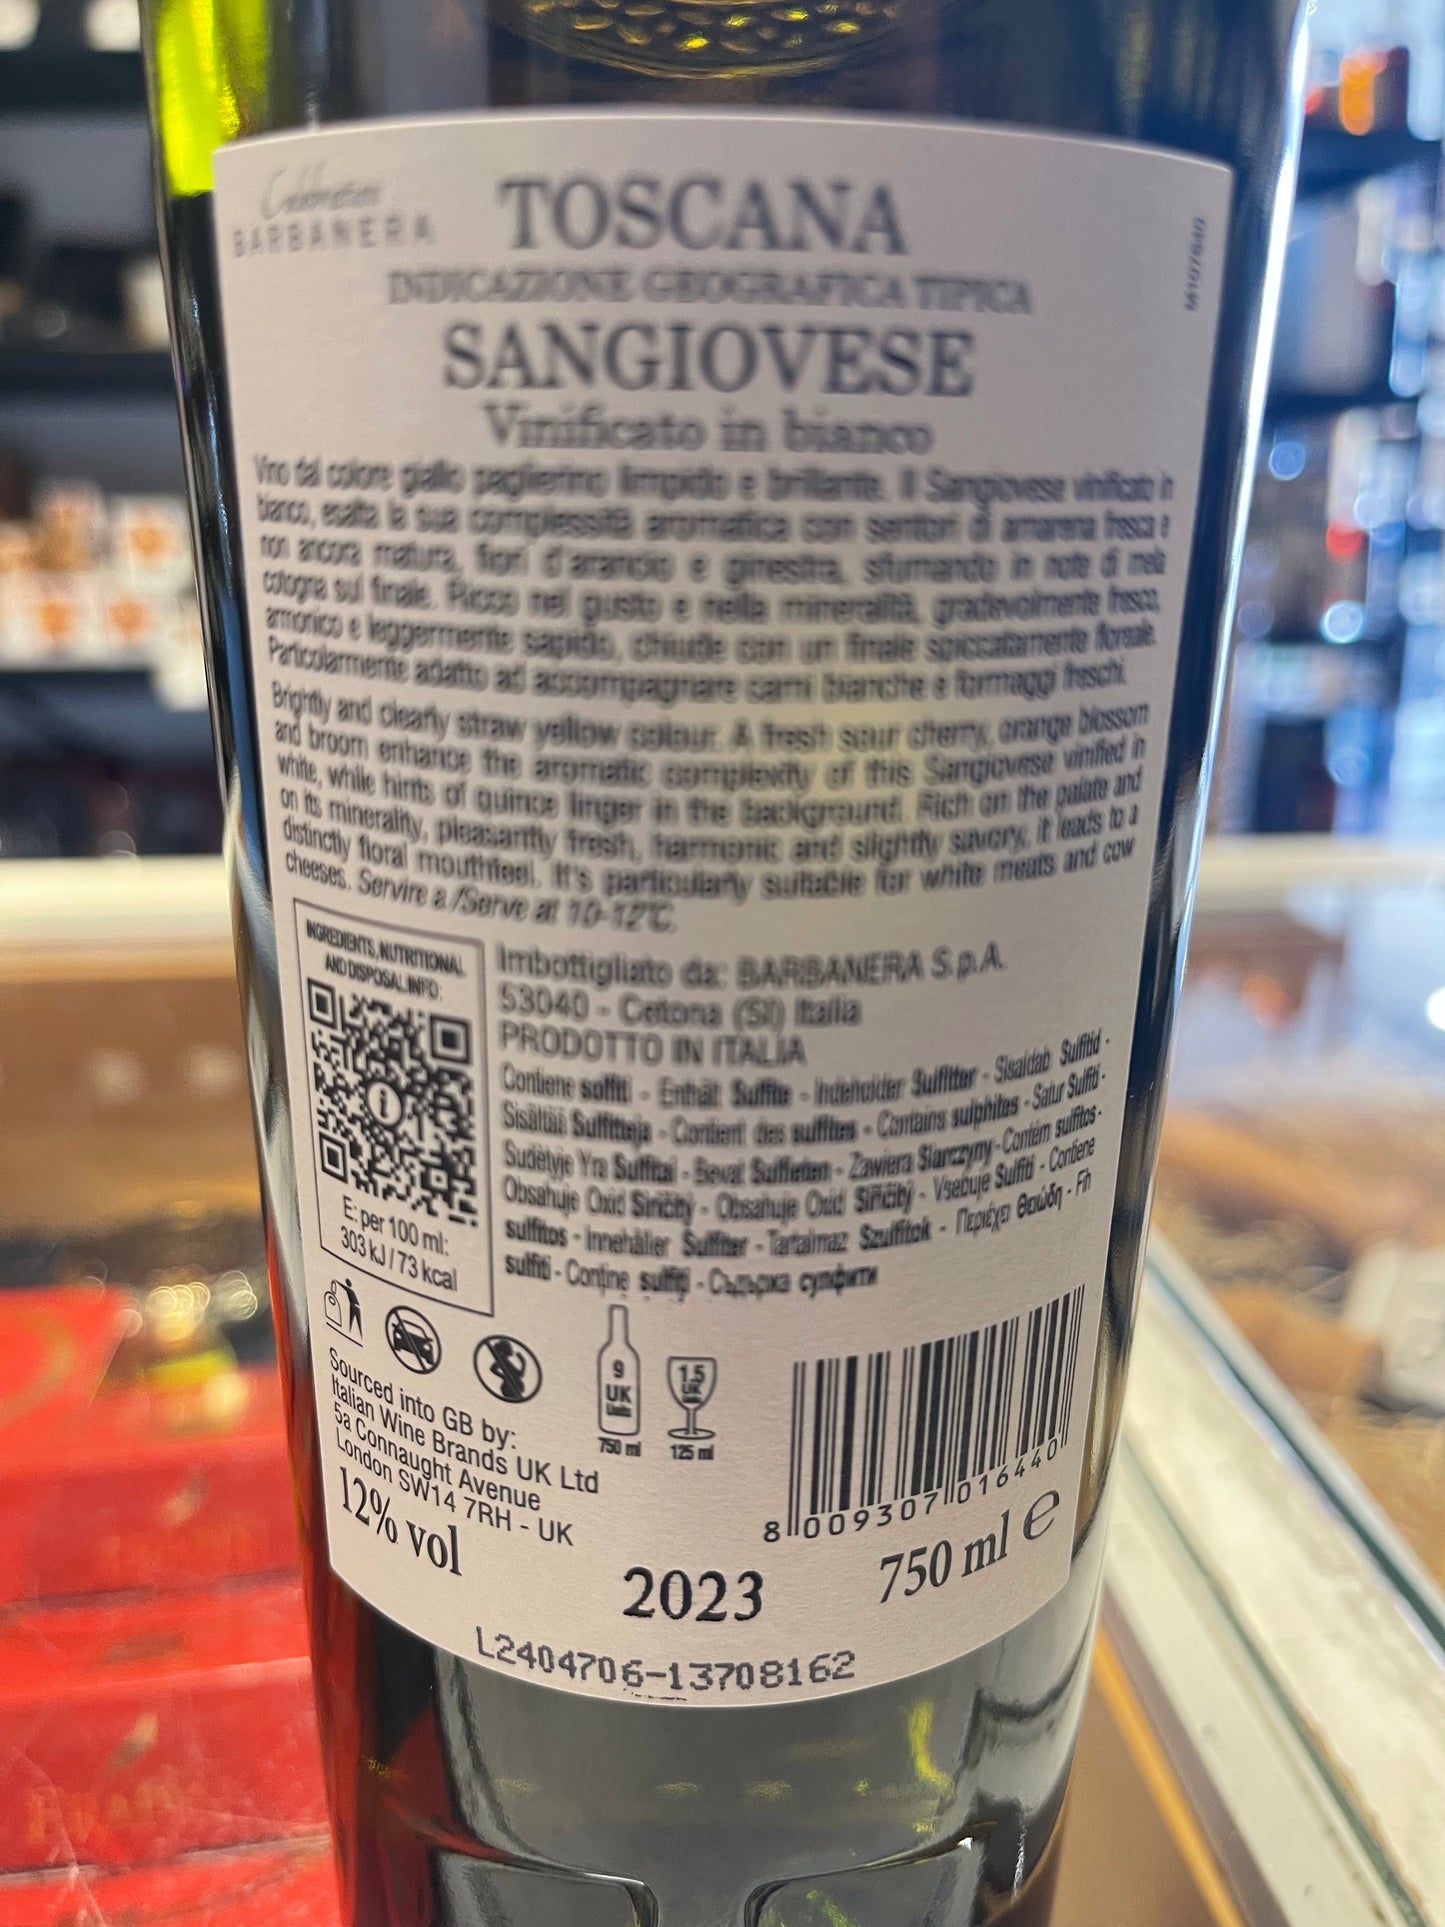 Celebration
BARBANERA
TOSCANA
INDICAZIONE GEOGRAFICA TIPICA
SANGIOVESE
Vinificato in bianco
Vino dal colore giallo paglierino limpido e brillante. Il Sangiovese vinificato in
bianco, esalta la sua complessità aromatica con sentori di amarena fresca e
non ancora matura, fiori d'arancio e ginestra, sfumando in note di mela
cotogna sul finale. Ricco nel gusto e nella mineralità, gradevolmente fresco,
armonico e leggermente sapido, chiude con un finale spiccatamente floreale.
Particolarmente adatto ad accompagnare carni bianche e formaggi freschi.
Brightly and clearly straw yellow colour. A fresh sour cherry, orange blossom
and broom enhance the aromatic complexity of this Sangiovese vinified in
white, while hints of quince linger in the background. Rich on the palate and
on its minerality, pleasantly fresh, harmonic and slightly savory, it leads to a
distinctly floral mouthfeel. It's particularly suitable for white meats and cow
cheeses. Servire a /Serve at 10-12°C.
INGREDIENTS, NUTRITIONAL
AND DISPOSAL INFO:
i
E: per 100 ml:
303 kJ / 73 kcal
Imbottigliato da: BARBANERA S.p.A.
53040 - Cetona (SI) Italia
PRODOTTO IN ITALIA
Contiene solfiti - Enthält Sulfite - Indeholder Sulfitter - Sisaldab Sulfitid -
Sisältää Sulfiitteja - Contient des sulfites - Contains sulphites - Satur Sulfīti -
Sudėtyje Yra Sulfitai - Bevat Sulfieten - Zawiera Siarczyny - Contém sulfitos -
Obsahuje Oxid Siričitý - Obsahuje Oxid Siřičitý - Vsebuje Sulfiti - Contiene
sulfitos - Innehåller Sulfiter - Tartalmaz Szulfitok - Περιέχει Θειώδη - Fih
sulfiti - Conţine sulfiţi - Съдържа сулфити
9
UK
Units
750 ml
1.5
UK
Units
125 ml
Sourced into GB by:
Italian Wine Brands UK Ltd
5a Connaught Avenue
London SW14 7RH - UK
8 009307 016440
12% vol
2023
750 ml e
L2404706-13708162